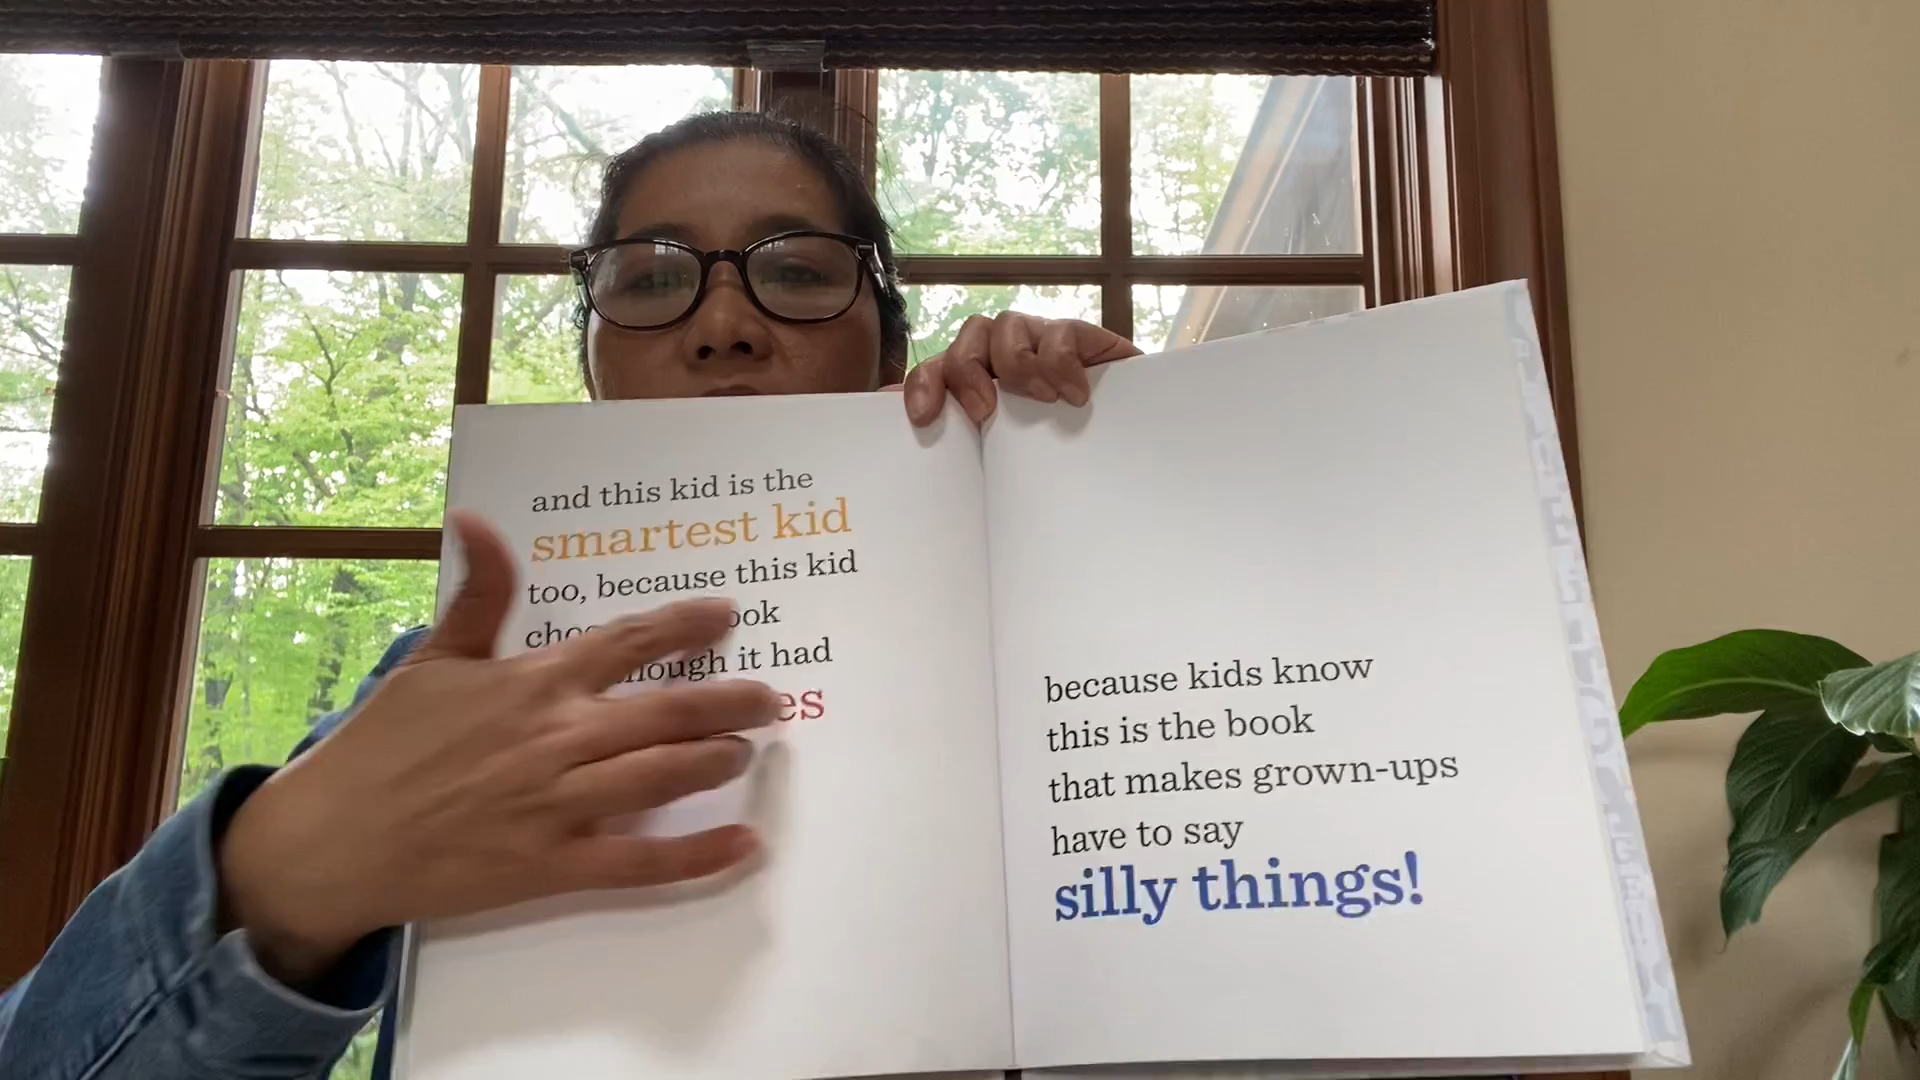 and this kid is the
smartest kid
too, because this kid
it had
because kids know
this is the book
that makes grown-ups
have to say
silly things!